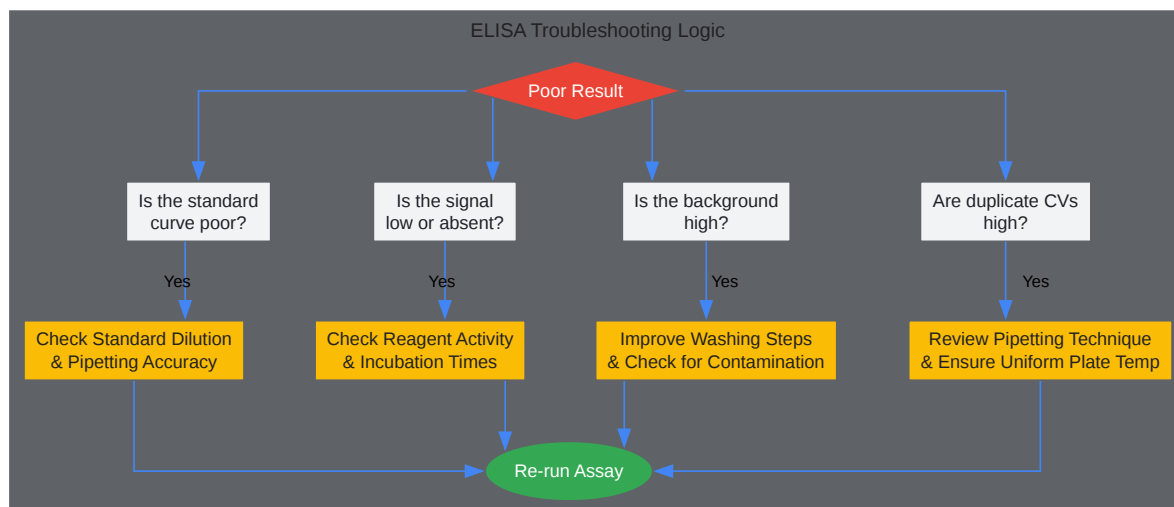 ELISA Troubleshooting Logic
Poor Result
Is the standard
curve poor?
Is the signal
low or absent?
Is the background
high?
Are duplicate CVs
high?
Yes
Yes
Yes
Yes
Check Standard Dilution
& Pipetting Accuracy
Check Reagent Activity
& Incubation Times
Improve Washing Steps
& Check for Contamination
Review Pipetting Technique
& Ensure Uniform Plate Temp
Re-run Assay